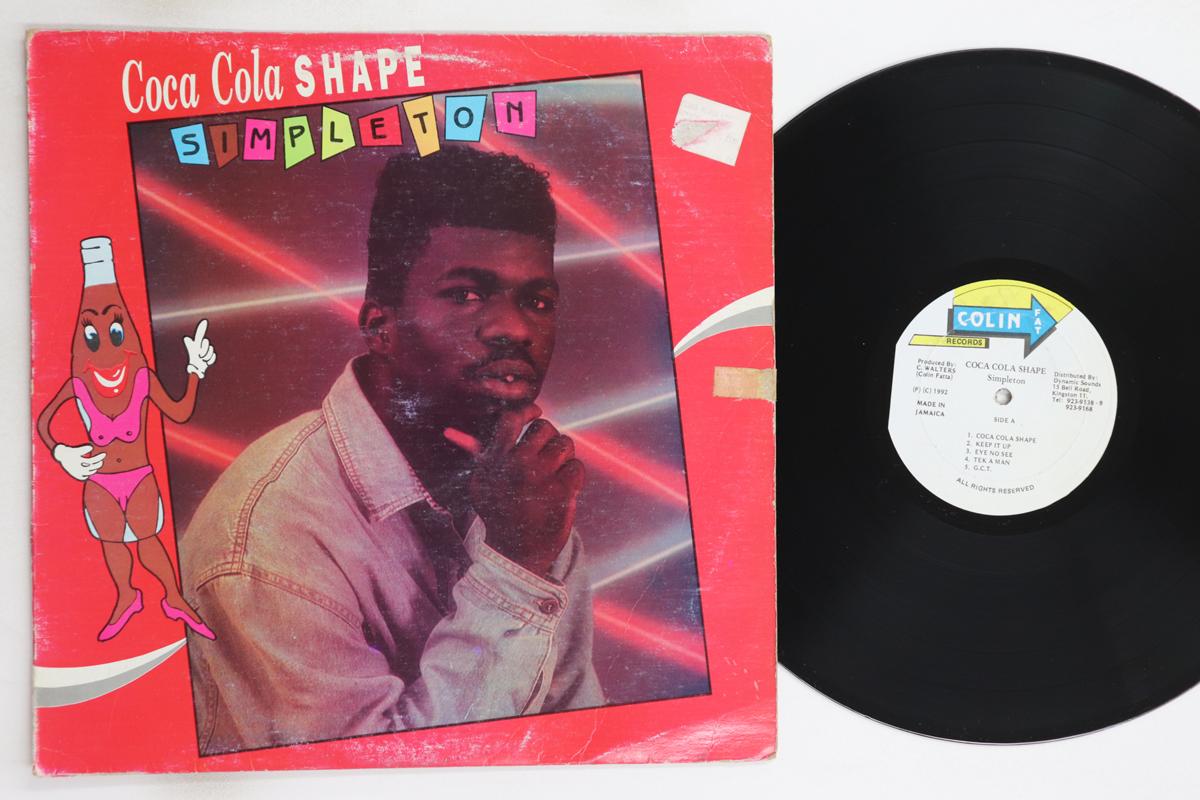 Coca Cola SHAPE
SIMPLETON
COLIN FAT
RECORDS
Produced By:
C. WALTERS
(Colin Fatta)
(P) (C) 1992
MADE IN
JAMAICA
COCA COLA SHAPE
Simpleton
Distributed By:
Dynamic Sounds
15 Bell Road,
Kingston 11.
Tel: 923-9138-9
923-9168
SIDE A
1. COCA COLA SHAPE
2. KEEP IT UP
3. EYE NO SEE
4. TEK A MAN
5. G.C.T.
ALL RIGHTS RESERVED